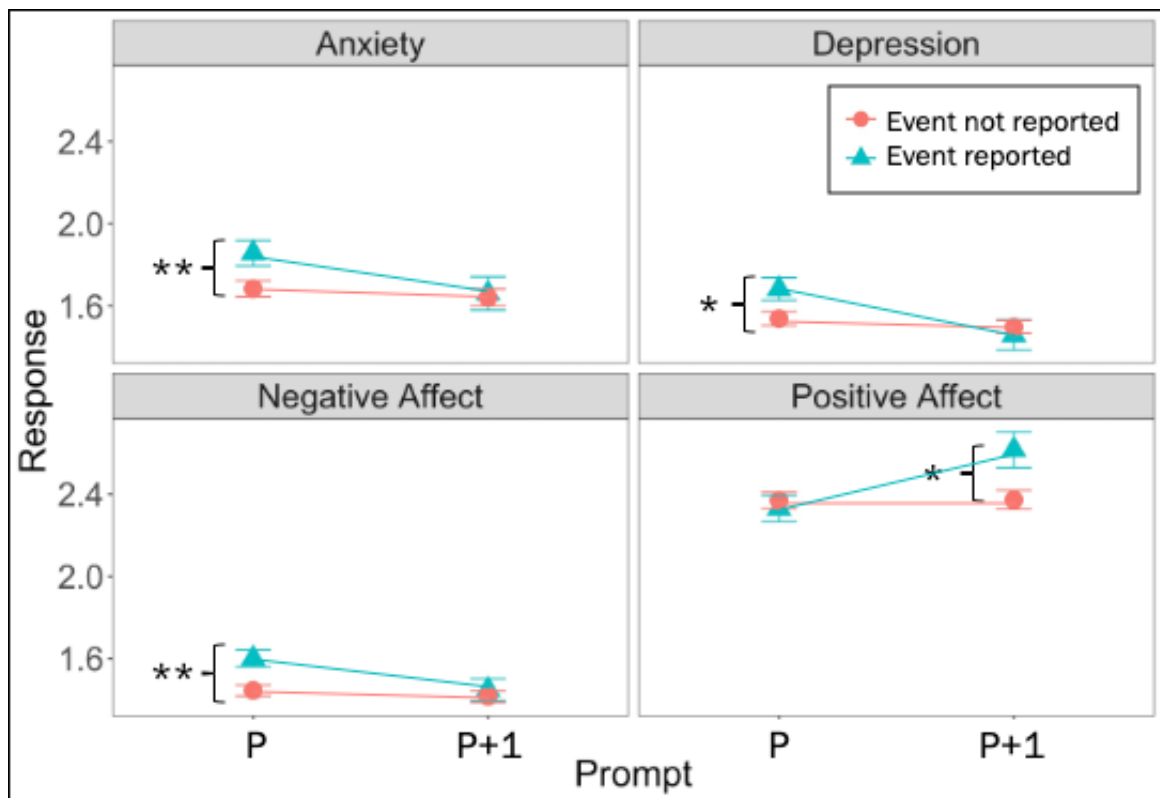 Anxiety
Depression
Event not reported
Event reported
2.4
2.0
1.6
**
*
Negative Affect
Positive Affect
2.4
2.0
1.6
**
*
Response
P
P+1
P
P+1
Prompt